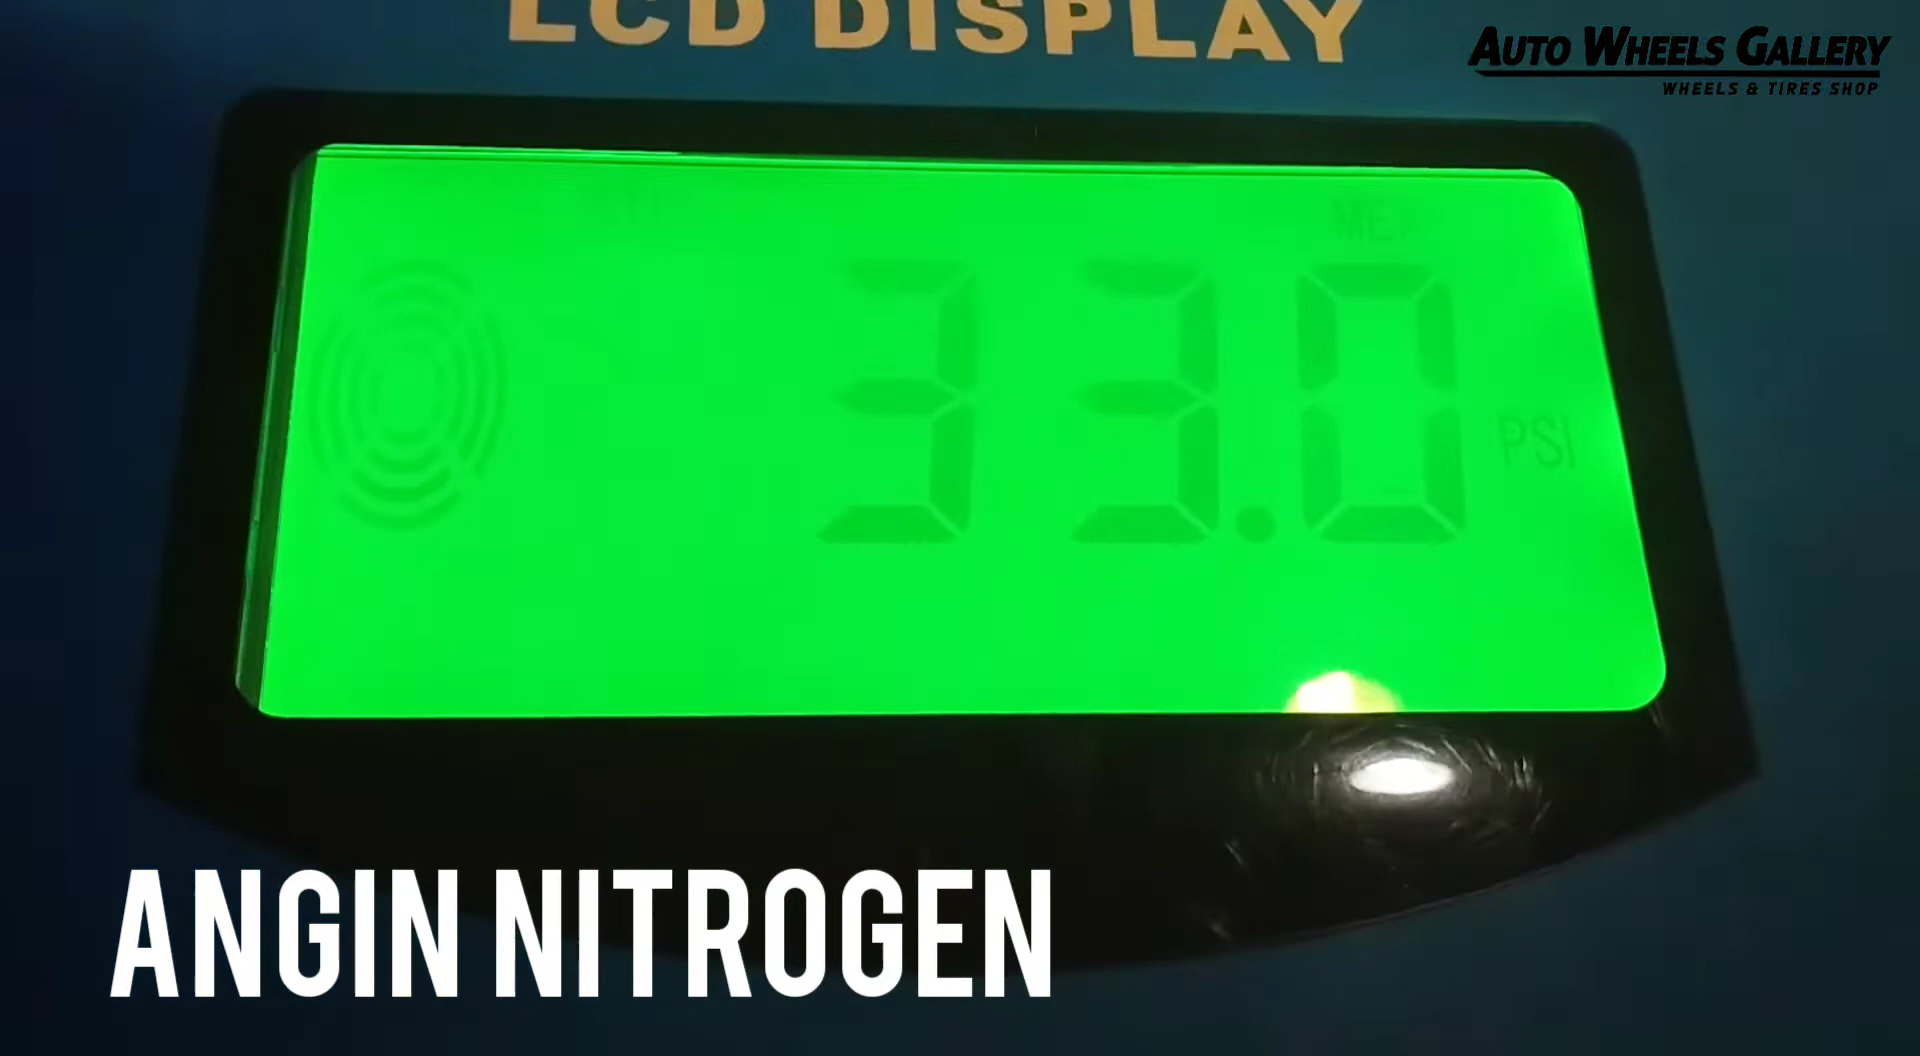 LCD DISPLAY
AUTO WHEELS GALLERY
WHEELS & TIRES SHOP
33.0
PSI
ANGIN NITROGEN